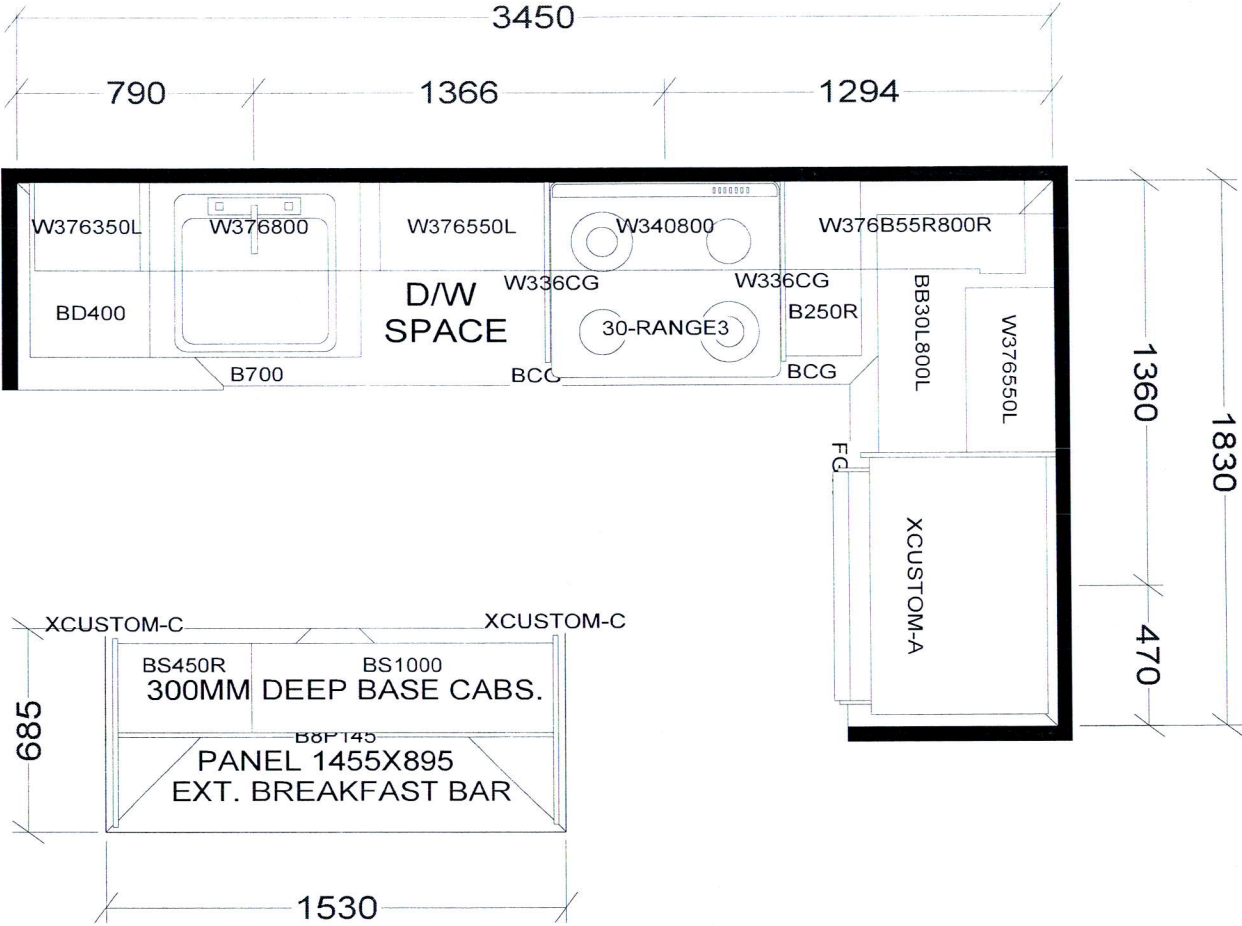 3450
790
1366
1294
W376350L
W376800
W376550L
W340800
W376B55R800R
W336CG
W336CG
BD400
D/W
SPACE
30-RANGE3
B250R
BB30L800L
W376550L
B700
BCG
BCG
1360
1830
FG
XCUSTOM-A
470
XCUSTOM-C
XCUSTOM-C
BS450R
BS1000
300MM DEEP BASE CABS.
685
B8P145
PANEL 1455X895
EXT. BREAKFAST BAR
1530